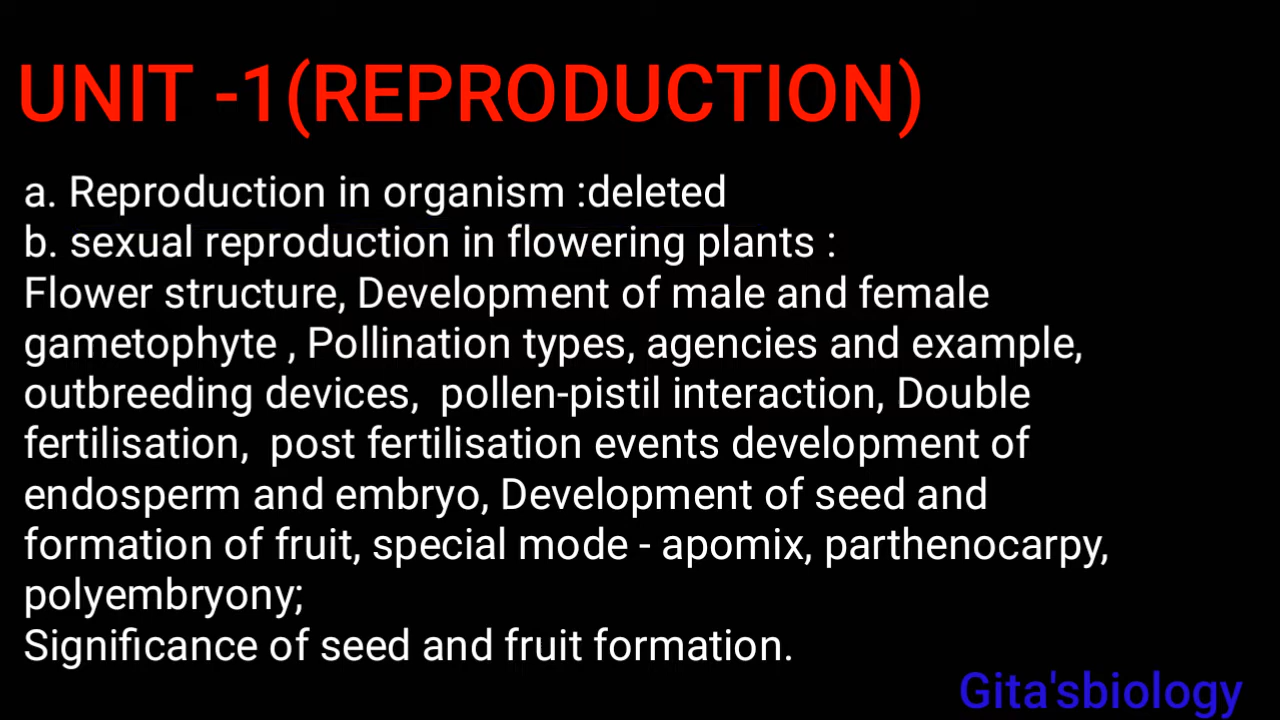 UNIT -1(REPRODUCTION)
a. Reproduction in organism :deleted
b. sexual reproduction in flowering plants :
Flower structure, Development of male and female
gametophyte , Pollination types, agencies and example,
outbreeding devices,  pollen-pistil interaction, Double
fertilisation,  post fertilisation events development of
endosperm and embryo, Development of seed and
formation of fruit, special mode - apomix, parthenocarpy,
polyembryony;
Significance of seed and fruit formation.
Gita'sbiology